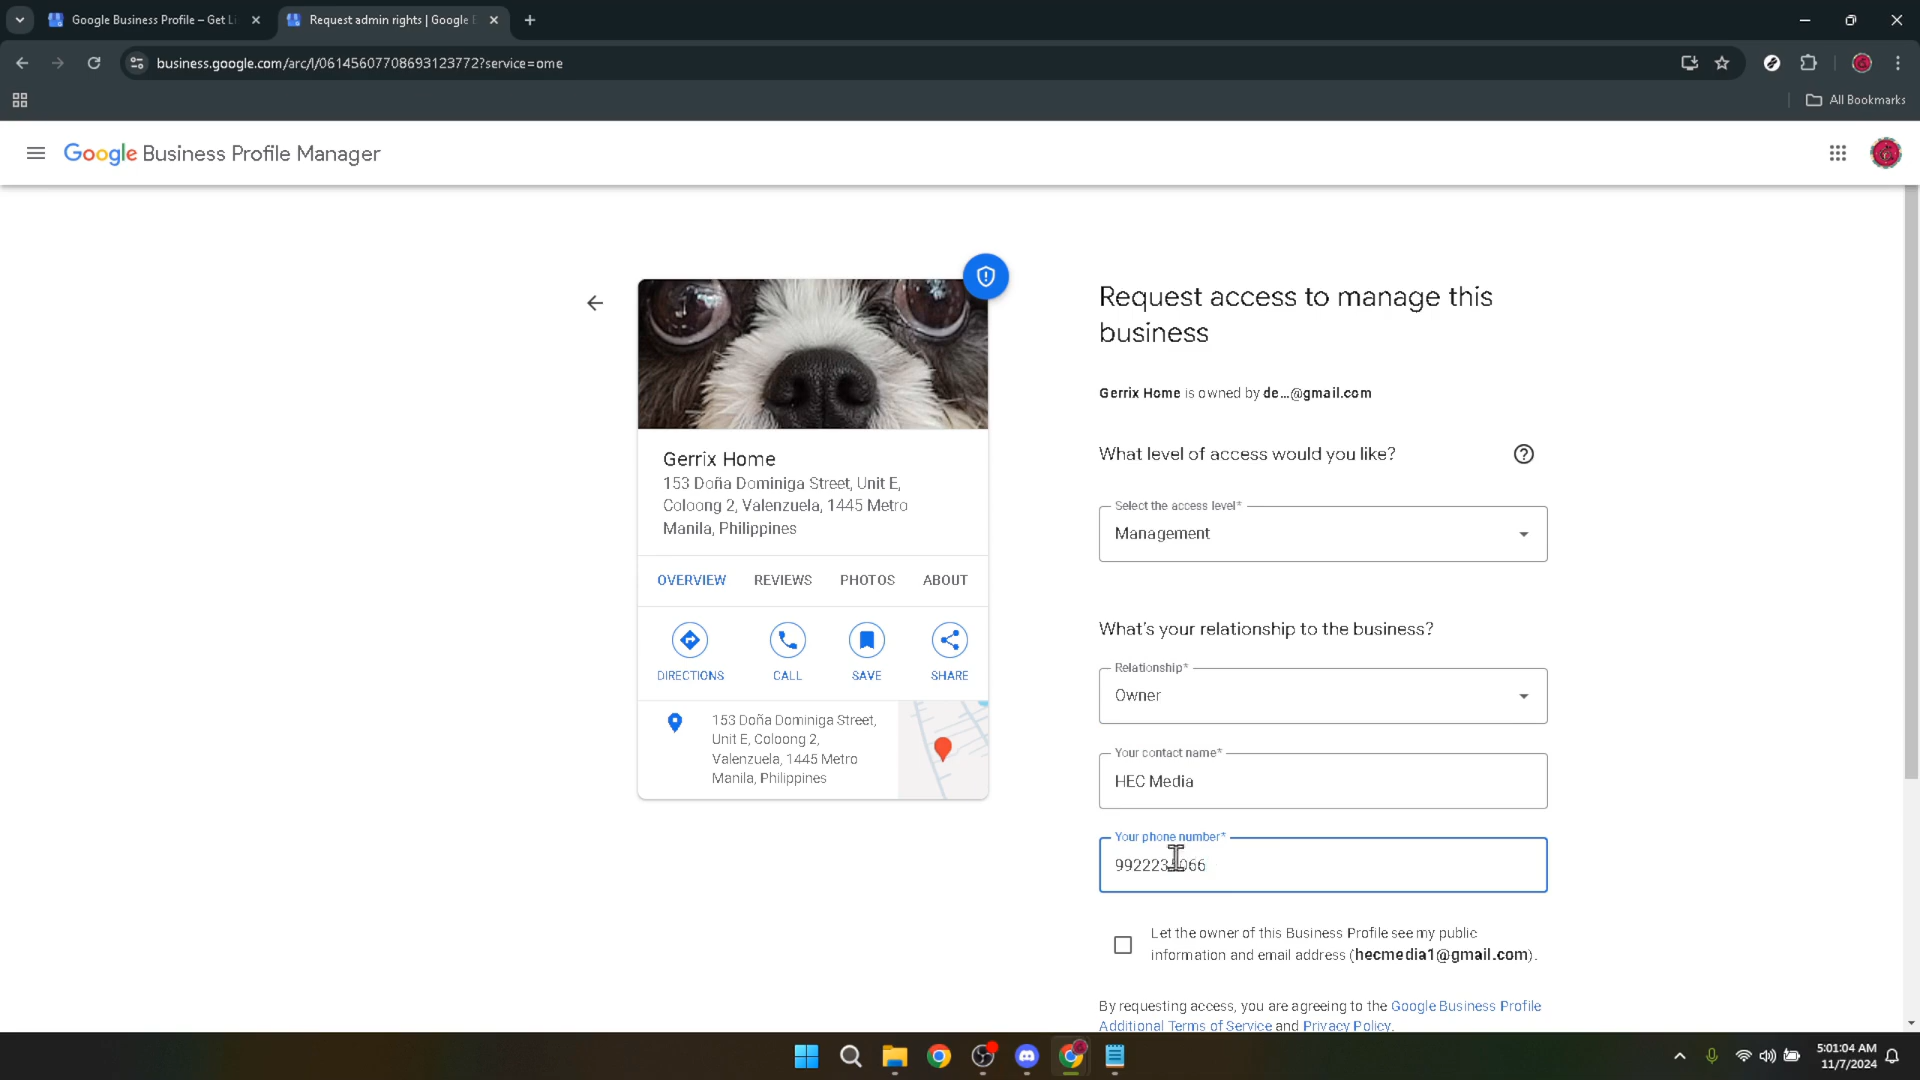 Google Business Profile – Get Li
Request admin rights | Google B
business.google.com/arc/l/06145607708693123772?service=ome
All Bookmarks
Google Business Profile Manager
Gerrix Home
153 Doña Dominiga Street, Unit E,
Coloong 2, Valenzuela, 1445 Metro
Manila, Philippines
OVERVIEW REVIEWS PHOTOS ABOUT
DIRECTIONS CALL SAVE SHARE
153 Doña Dominiga Street,
Unit E, Coloong 2,
Valenzuela, 1445 Metro
Manila, Philippines
Request access to manage this
business
Gerrix Home is owned by de...@gmail.com
What level of access would you like?
Select the access level*
Management
What's your relationship to the business?
Relationship*
Owner
Your contact name*
HEC Media
Your phone number*
Let the owner of this Business Profile see my public
information and email address (hecmedia1@gmail.com).
By requesting access, you are agreeing to the Google Business Profile
Additional Terms of Service and Privacy Policy.
5:01:04 AM
11/7/2024